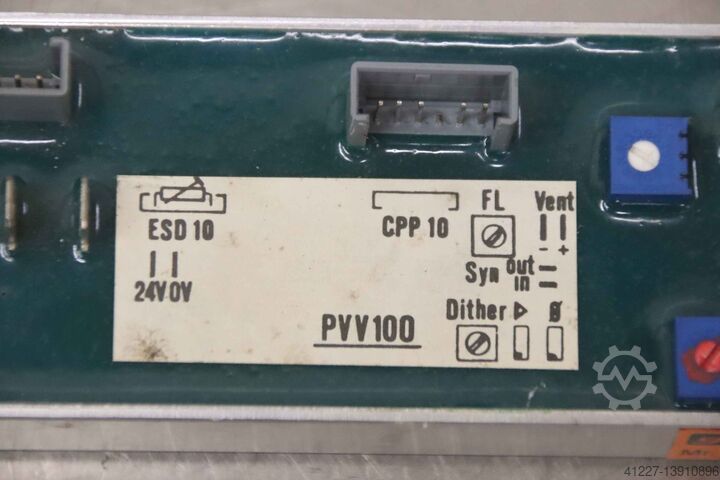 FL Vent
ESD 10
CPP 10
- +
24V 0V
Syn out
in
Dither
PVV100
41227-13910896